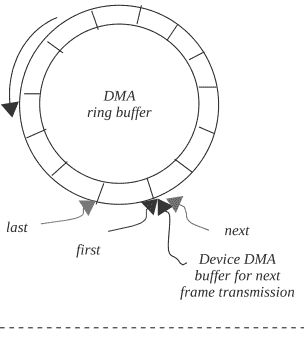 DMA
ring buffer
last
first
next
Device DMA
buffer for next
frame transmission